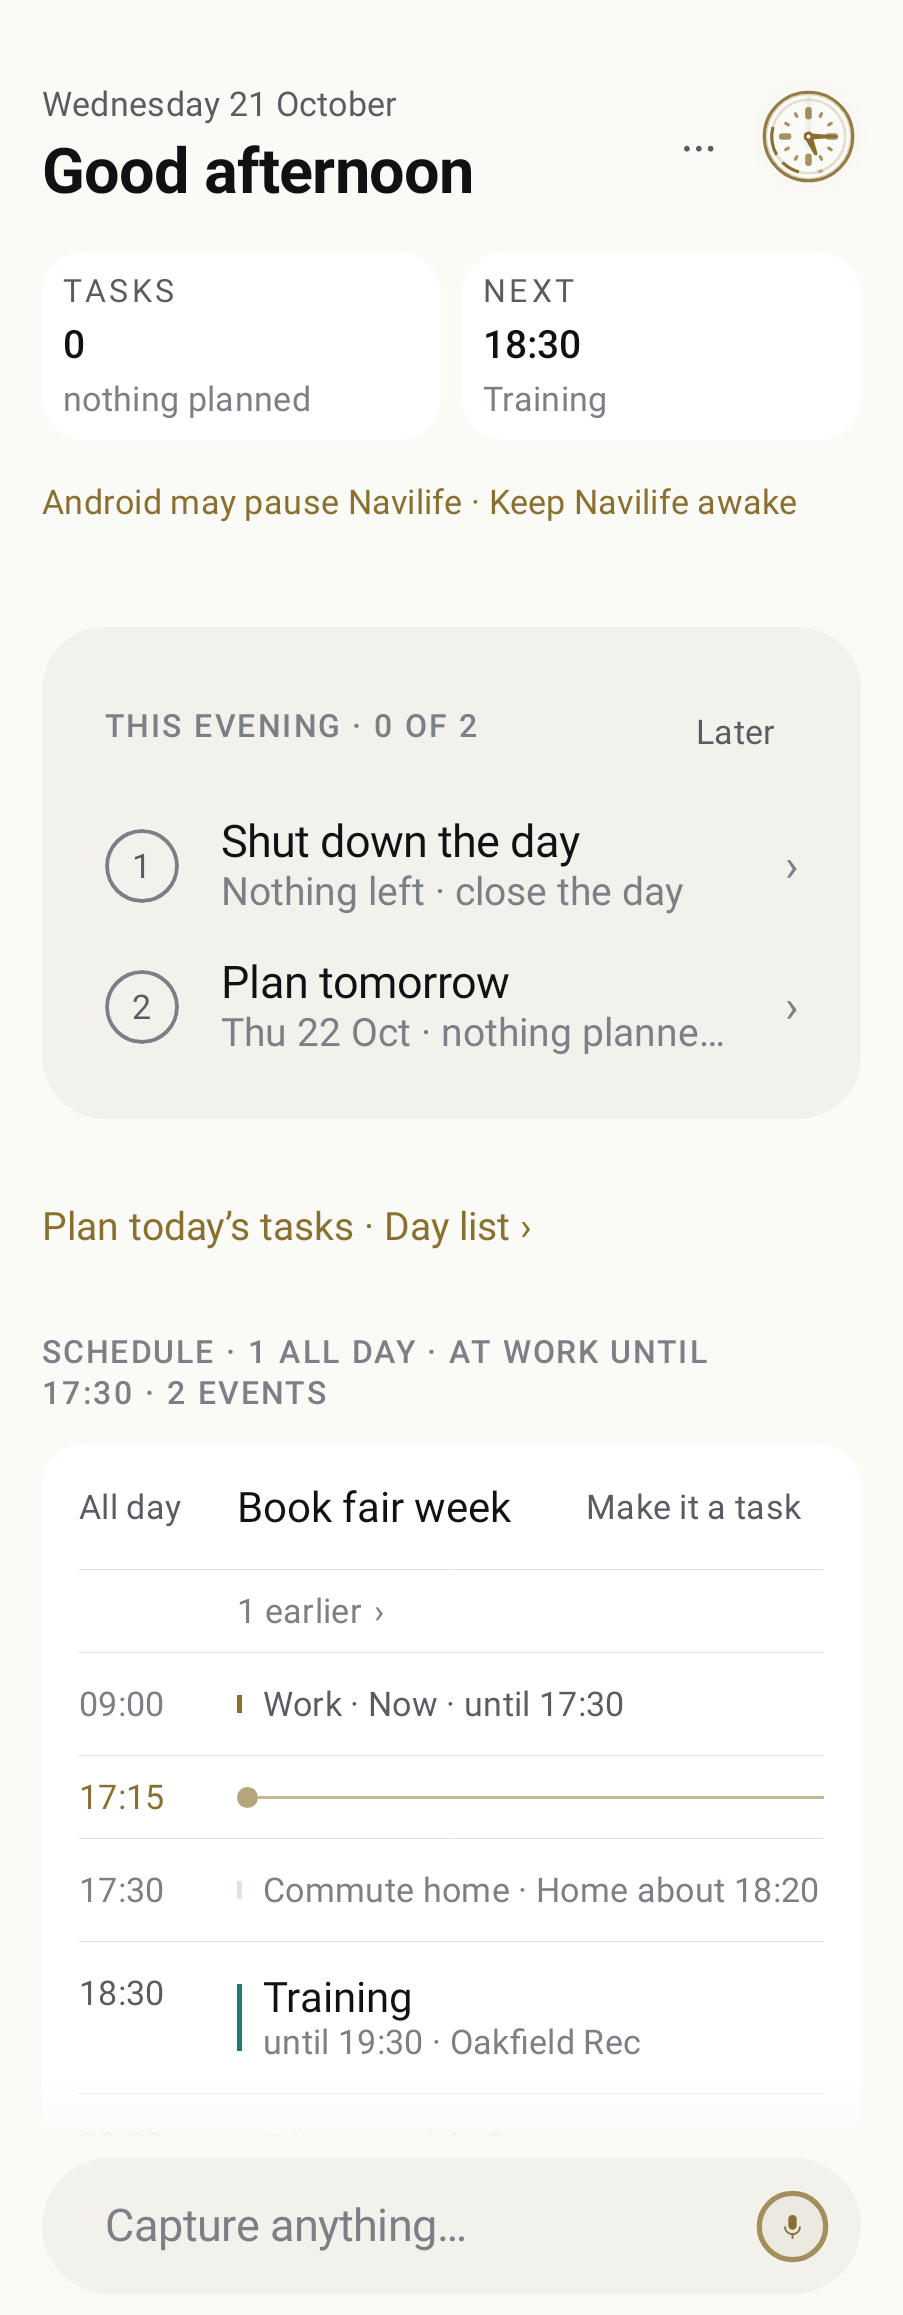 Wednesday 21 October
Good afternoon
...
TASKS
0
nothing planned
NEXT
18:30
Training
Android may pause Navilife · Keep Navilife awake
THIS EVENING · 0 OF 2
Later
1
Shut down the day
Nothing left · close the day
›
2
Plan tomorrow
Thu 22 Oct · nothing planne...
›
Plan today’s tasks · Day list ›
SCHEDULE · 1 ALL DAY · AT WORK UNTIL
17:30 · 2 EVENTS
All day Book fair week Make it a task
1 earlier ›
09:00 Work · Now · until 17:30
17:15
17:30 Commute home · Home about 18:20
18:30 Training
until 19:30 · Oakfield Rec
Capture anything...